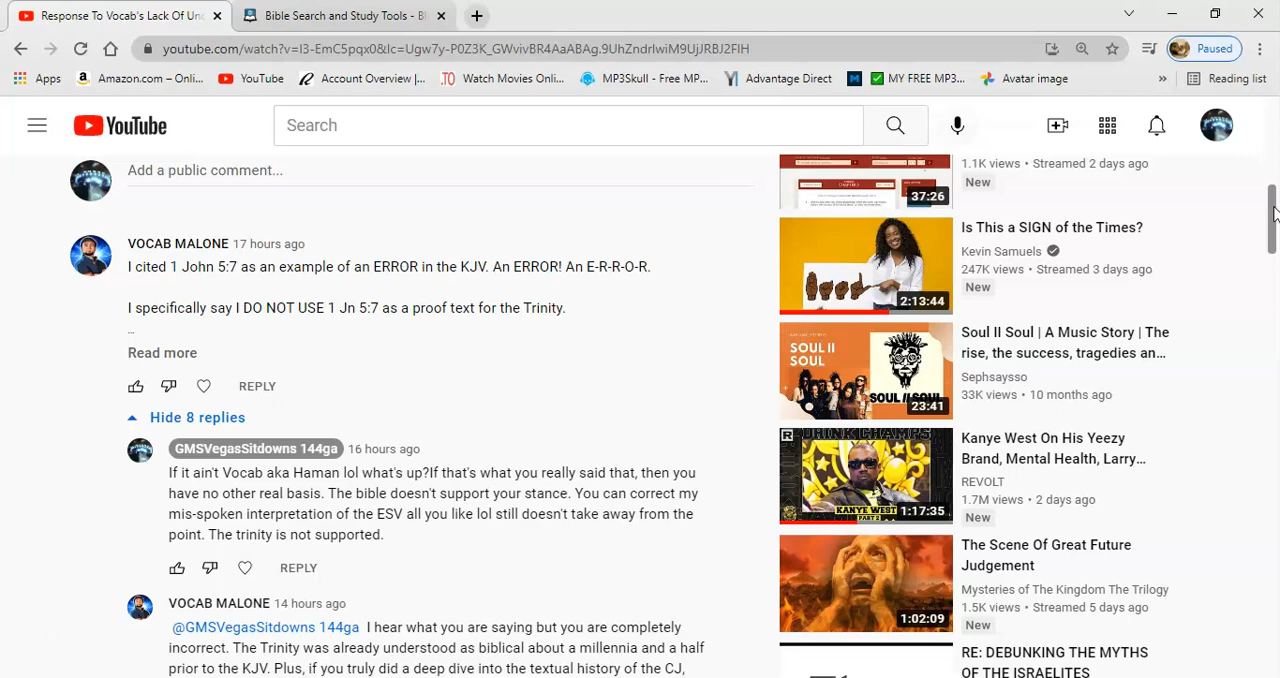 Response To Vocab's Lack Of Un
Bible Search and Study Tools - Bl
youtube.com/watch?v=I3-EmC5pqx0&lc=Ugw7y-P0Z3K_GWvivBR4AaABAg.9UhZndrIwiM9UjJRBJ2FIH
Paused
Apps
Amazon.com – Onli...
YouTube
Account Overview |...
Watch Movies Onli...
MP3Skull - Free MP...
Advantage Direct
MY FREE MP3...
Avatar image
»
Reading list
YouTube
Search
Add a public comment...
VOCAB MALONE 17 hours ago
I cited 1 John 5:7 as an example of an ERROR in the KJV. An ERROR! An E-R-R-O-R.
I specifically say I DO NOT USE 1 Jn 5:7 as a proof text for the Trinity.
...
Read more
REPLY
Hide 8 replies
GMSVegasSitdowns 144ga 16 hours ago
If it ain't Vocab aka Haman lol what's up?If that's what you really said that, then you
have no other real basis. The bible doesn't support your stance. You can correct my
mis-spoken interpretation of the ESV all you like lol still doesn't take away from the
point. The trinity is not supported.
REPLY
VOCAB MALONE 14 hours ago
@GMSVegasSitdowns 144ga I hear what you are saying but you are completely
incorrect. The Trinity was already understood as biblical about a millennia and a half
prior to the KJV. Plus, if you truly did a deep dive into the textual history of the CJ,
1.1K views • Streamed 2 days ago
New
37:26
Is This a SIGN of the Times?
Kevin Samuels
247K views • Streamed 3 days ago
New
2:13:44
Soul II Soul | A Music Story | The
rise, the success, tragedies an...
Sephsaysso
33K views • 10 months ago
SOUL II
SOUL
SOUL II SOUL
23:41
Kanye West On His Yeezy
Brand, Mental Health, Larry...
REVOLT
1.7M views • 2 days ago
New
DRINK CHAMPS
KANYE WEST
PART 2
1:17:35
The Scene Of Great Future
Judgement
Mysteries of The Kingdom The Trilogy
1.5K views • Streamed 5 days ago
New
1:02:09
RE: DEBUNKING THE MYTHS
OF THE ISRAELITES